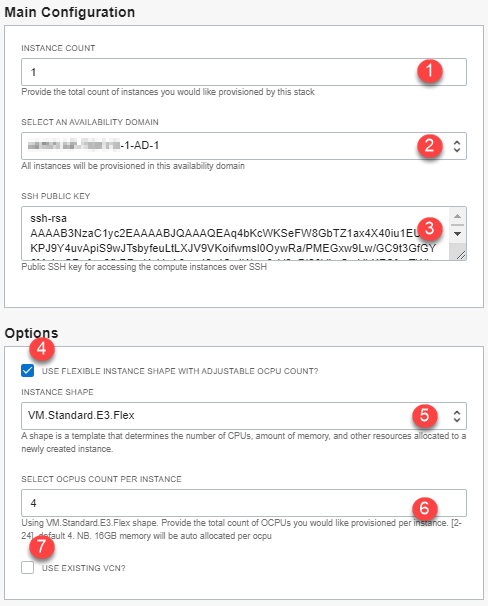 Main Configuration
INSTANCE COUNT
1
1
Provide the total count of instances you would like provisioned by this stack
SELECT AN AVAILABILITY DOMAIN
-1-AD-1
2
All instances will be provisioned in this availability domain
SSH PUBLIC KEY
ssh-rsa
3
Public SSH key for accessing the compute instances over SSH
Options
4
USE FLEXIBLE INSTANCE SHAPE WITH ADJUSTABLE OCPU COUNT?
INSTANCE SHAPE
VM.Standard.E3.Flex
5
A shape is a template that determines the number of CPUs, amount of memory, and other resources allocated to a
newly created instance.
SELECT OCPUS COUNT PER INSTANCE
4
6
Using VM.Standard.E3.Flex shape. Provide the total count of OCPUs you would like provisioned per instance. [2-
24], default 4. NB. 16GB memory will be auto allocated per ocpu
7
USE EXISTING VCN?